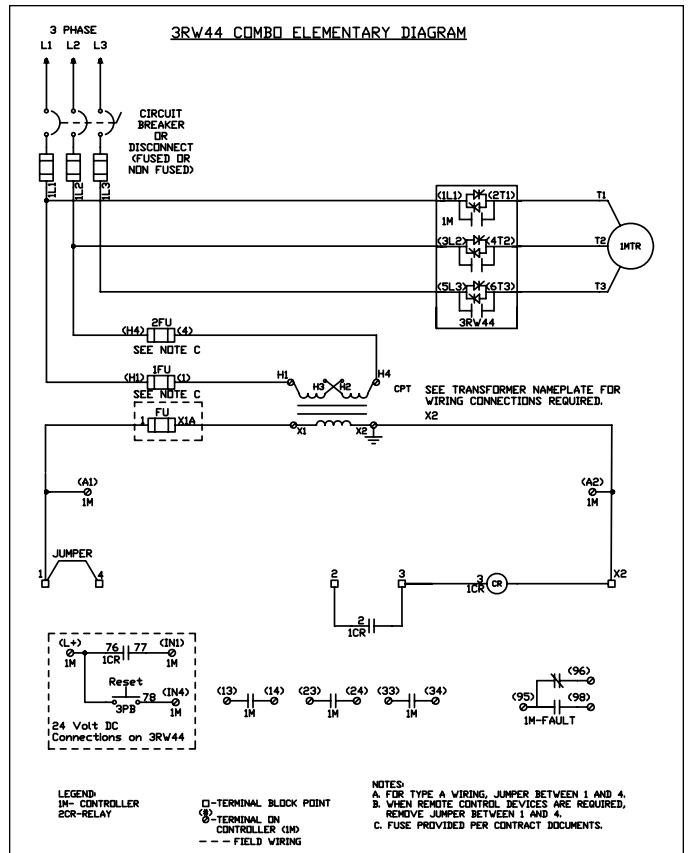 3RW44 COMBO ELEMENTARY DIAGRAM
3 PHASE
L1 L2 L3
CIRCUIT
BREAKER
OR
DISCONNECT
(FUSED OR
NON FUSED)
1L1 1L2 1L3
(1L1) (2T1) T1
1M
(3L2) (4T2) T2
1MTR
(5L3) (6T3) T3
3RW44
2FU
(H4) (4)
SEE NOTE C
1FU
(H1) (1) H1 H3 H2 H4
SEE NOTE C
CPT
SEE TRANSFORMER NAMEPLATE FOR
WIRING CONNECTIONS REQUIRED.
FU
1 X1A X1 X2 X2
(A1) (A2)
1M 1M
JUMPER
1 4 2 3 3 CR X2
1CR
2
1CR
(L+) 76 77 (IN1)
1M 1CR 1M
Reset
78 (IN4)
3PB 1M
24 Volt DC
Connections on 3RW44
(13) (14) (23) (24) (33) (34)
1M 1M 1M
(96)
(95) (98)
1M-FAULT
LEGEND:
1M- CONTROLLER
2CR-RELAY
□-TERMINAL BLOCK POINT
(#)
⊘-TERMINAL ON
CONTROLLER (1M)
---- FIELD WIRING
NOTES:
A. FOR TYPE A WIRING, JUMPER BETWEEN 1 AND 4.
B. WHEN REMOTE CONTROL DEVICES ARE REQUIRED,
REMOVE JUMPER BETWEEN 1 AND 4.
C. FUSE PROVIDED PER CONTRACT DOCUMENTS.